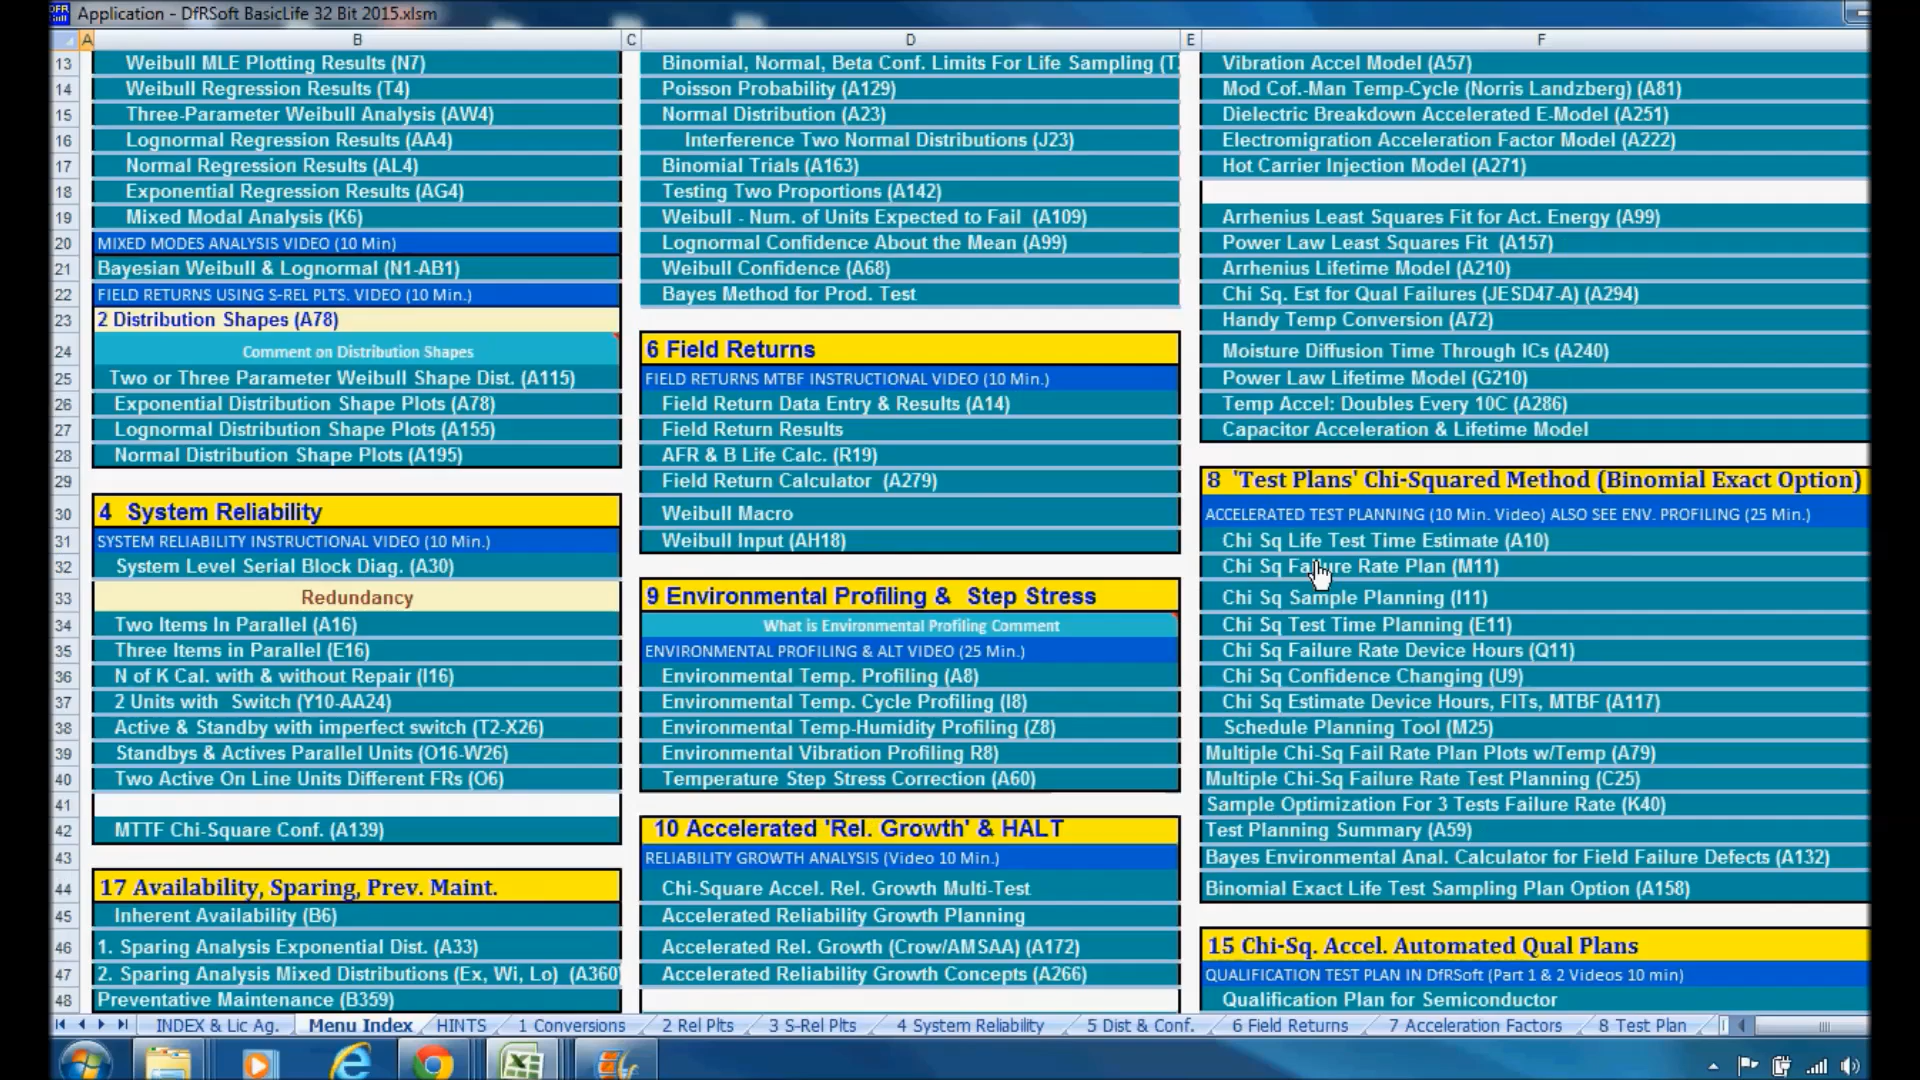 Application - DfRSoft BasicLife 32 Bit 2015.xlsm
A B C D E F
13 Weibull MLE Plotting Results (N7)
14 Weibull Regression Results (T4)
15 Three-Parameter Weibull Analysis (AW4)
16 Lognormal Regression Results (AA4)
17 Normal Regression Results (AL4)
18 Exponential Regression Results (AG4)
19 Mixed Modal Analysis (K6)
20 MIXED MODES ANALYSIS VIDEO (10 Min)
21 Bayesian Weibull & Lognormal (N1-AB1)
22 FIELD RETURNS USING S-REL PLTS. VIDEO (10 Min.)
23 2 Distribution Shapes (A78)
24 Comment on Distribution Shapes
25 Two or Three Parameter Weibull Shape Dist. (A115)
26 Exponential Distribution Shape Plots (A78)
27 Lognormal Distribution Shape Plots (A155)
28 Normal Distribution Shape Plots (A195)
29
30 4 System Reliability
31 SYSTEM RELIABILITY INSTRUCTIONAL VIDEO (10 Min.)
32 System Level Serial Block Diag. (A30)
33 Redundancy
34 Two Items In Parallel (A16)
35 Three Items in Parallel (E16)
36 N of K Cal. with & without Repair (I16)
37 2 Units with Switch (Y10-AA24)
38 Active & Standby with imperfect switch (T2-X26)
39 Standbys & Actives Parallel Units (O16-W26)
40 Two Active On Line Units Different FRs (O6)
41
42 MTTF Chi-Square Conf. (A139)
43
44 17 Availability, Sparing, Prev. Maint.
45 Inherent Availability (B6)
46 1. Sparing Analysis Exponential Dist. (A33)
47 2. Sparing Analysis Mixed Distributions (Ex, Wi, Lo) (A360)
48 Preventative Maintenance (B359)
Binomial, Normal, Beta Conf. Limits For Life Sampling (T
Poisson Probability (A129)
Normal Distribution (A23)
Interference Two Normal Distributions (J23)
Binomial Trials (A163)
Testing Two Proportions (A142)
Weibull - Num. of Units Expected to Fail (A109)
Lognormal Confidence About the Mean (A99)
Weibull Confidence (A68)
Bayes Method for Prod. Test
6 Field Returns
FIELD RETURNS MTBF INSTRUCTIONAL VIDEO (10 Min.)
Field Return Data Entry & Results (A14)
Field Return Results
AFR & B Life Calc. (R19)
Field Return Calculator (A279)
Weibull Macro
Weibull Input (AH18)
9 Environmental Profiling & Step Stress
What is Environmental Profiling Comment
ENVIRONMENTAL PROFILING & ALT VIDEO (25 Min.)
Environmental Temp. Profiling (A8)
Environmental Temp. Cycle Profiling (I8)
Environmental Temp-Humidity Profiling (Z8)
Environmental Vibration Profiling R8)
Temperature Step Stress Correction (A60)
10 Accelerated 'Rel. Growth' & HALT
RELIABILITY GROWTH ANALYSIS (Video 10 Min.)
Chi-Square Accel. Rel. Growth Multi-Test
Accelerated Reliability Growth Planning
Accelerated Rel. Growth (Crow/AMSAA) (A172)
Accelerated Reliability Growth Concepts (A266)
Vibration Accel Model (A57)
Mod Cof.-Man Temp-Cycle (Norris Landzberg) (A81)
Dielectric Breakdown Accelerated E-Model (A251)
Electromigration Acceleration Factor Model (A222)
Hot Carrier Injection Model (A271)
Arrhenius Least Squares Fit for Act. Energy (A99)
Power Law Least Squares Fit (A157)
Arrhenius Lifetime Model (A210)
Chi Sq. Est for Qual Failures (JESD47-A) (A294)
Handy Temp Conversion (A72)
Moisture Diffusion Time Through ICs (A240)
Power Law Lifetime Model (G210)
Temp Accel: Doubles Every 10C (A286)
Capacitor Acceleration & Lifetime Model
8 'Test Plans' Chi-Squared Method (Binomial Exact Option)
ACCELERATED TEST PLANNING (10 Min. Video) ALSO SEE ENV. PROFILING (25 Min.)
Chi Sq Life Test Time Estimate (A10)
Chi Sq Failure Rate Plan (M11)
Chi Sq Sample Planning (I11)
Chi Sq Test Time Planning (E11)
Chi Sq Failure Rate Device Hours (Q11)
Chi Sq Confidence Changing (U9)
Chi Sq Estimate Device Hours, FITs, MTBF (A117)
Schedule Planning Tool (M25)
Multiple Chi-Sq Fail Rate Plan Plots w/Temp (A79)
Multiple Chi-Sq Failure Rate Test Planning (C25)
Sample Optimization For 3 Tests Failure Rate (K40)
Test Planning Summary (A59)
Bayes Environmental Anal. Calculator for Field Failure Defects (A132)
Binomial Exact Life Test Sampling Plan Option (A158)
15 Chi-Sq. Accel. Automated Qual Plans
QUALIFICATION TEST PLAN IN DfRSoft (Part 1 & 2 Videos 10 min)
Qualification Plan for Semiconductor
INDEX & Lic Ag. Menu Index HINTS 1 Conversions 2 Rel Plts 3 S-Rel Plts 4 System Reliability 5 Dist & Conf. 6 Field Returns 7 Acceleration Factors 8 Test Plan